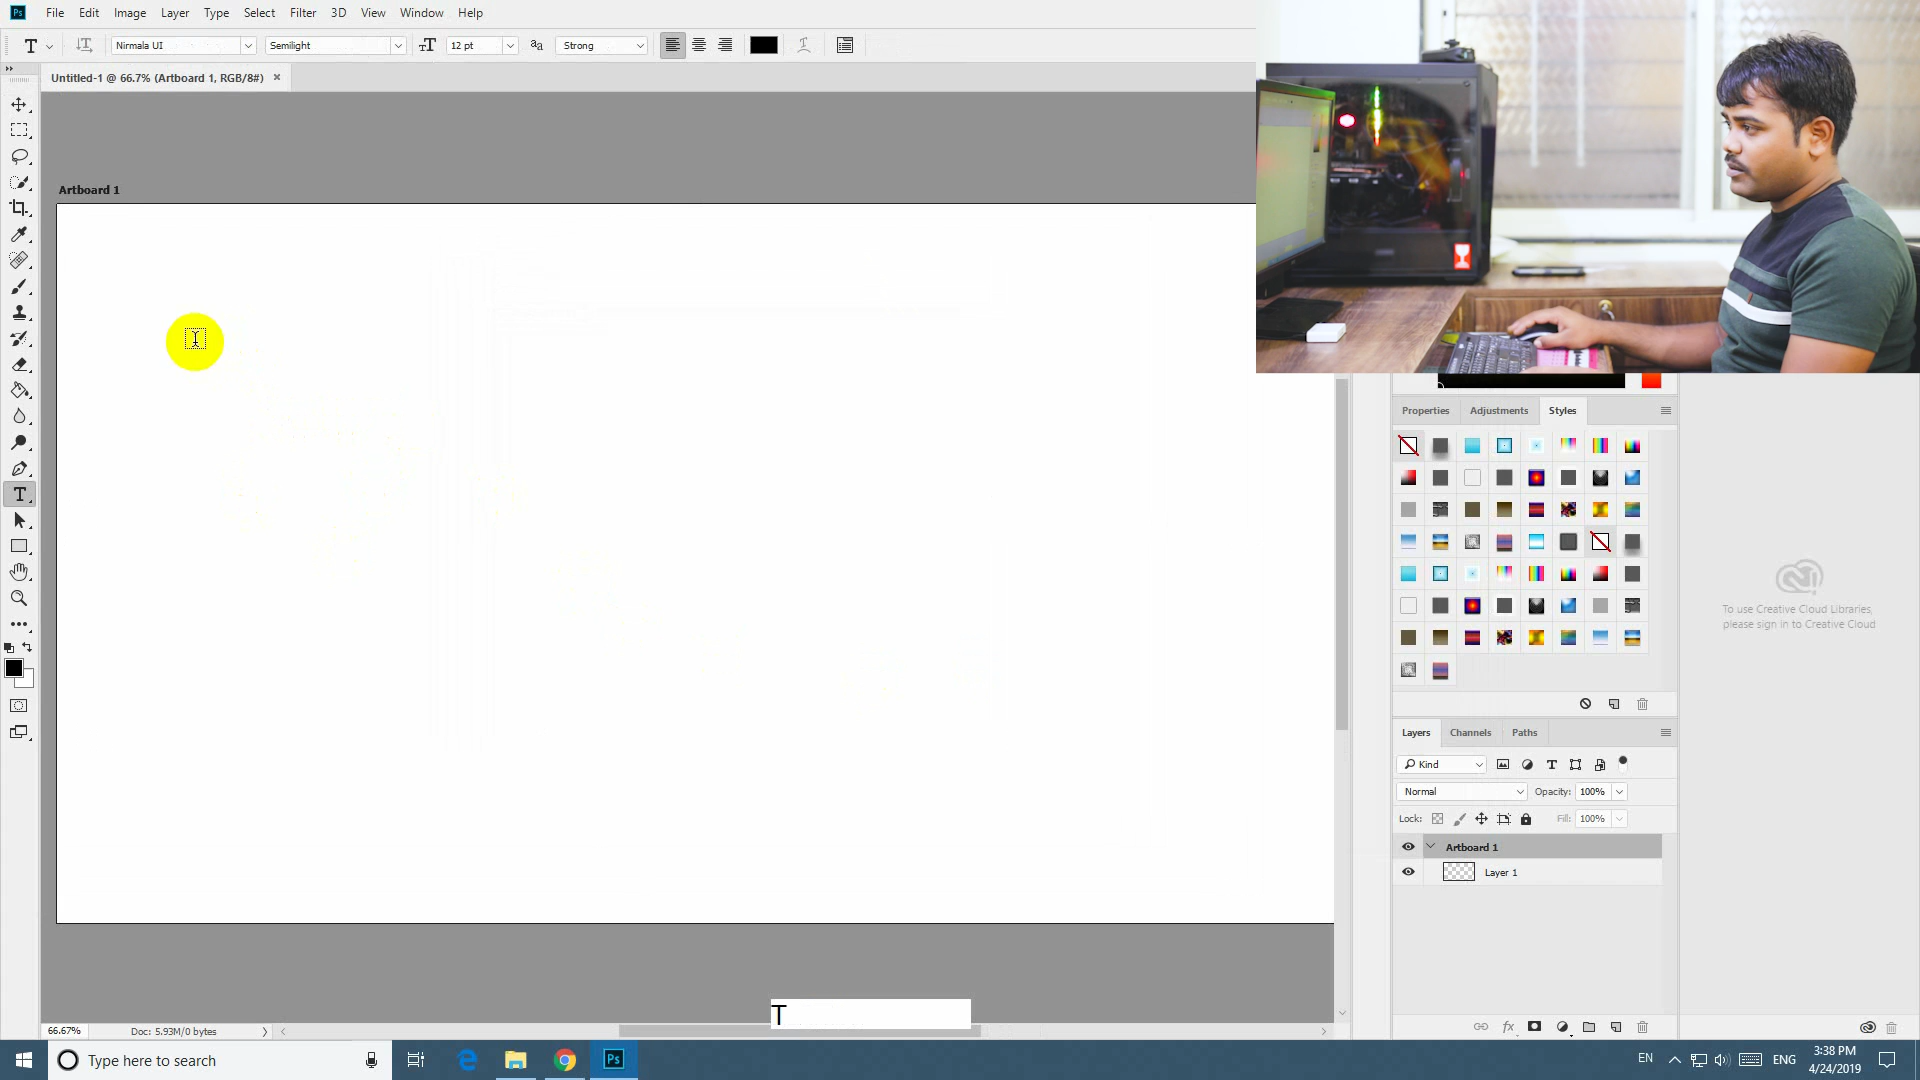 Ps File Edit Image Layer Type Select Filter 3D View Window Help
T Nirmala UI Semilight 12 pt Strong
Untitled-1 @ 66.7% (Artboard 1, RGB/8#) ×
Artboard 1
Properties Adjustments Styles
To use Creative Cloud Libraries,
please sign in to Creative Cloud
Layers Channels Paths
Kind
Normal Opacity: 100%
Lock: Fill: 100%
Artboard 1
Layer 1
T
66.67% Doc: 5.93M/0 bytes
fx
Type here to search
Ps
EN ENG
3:38 PM
4/24/2019